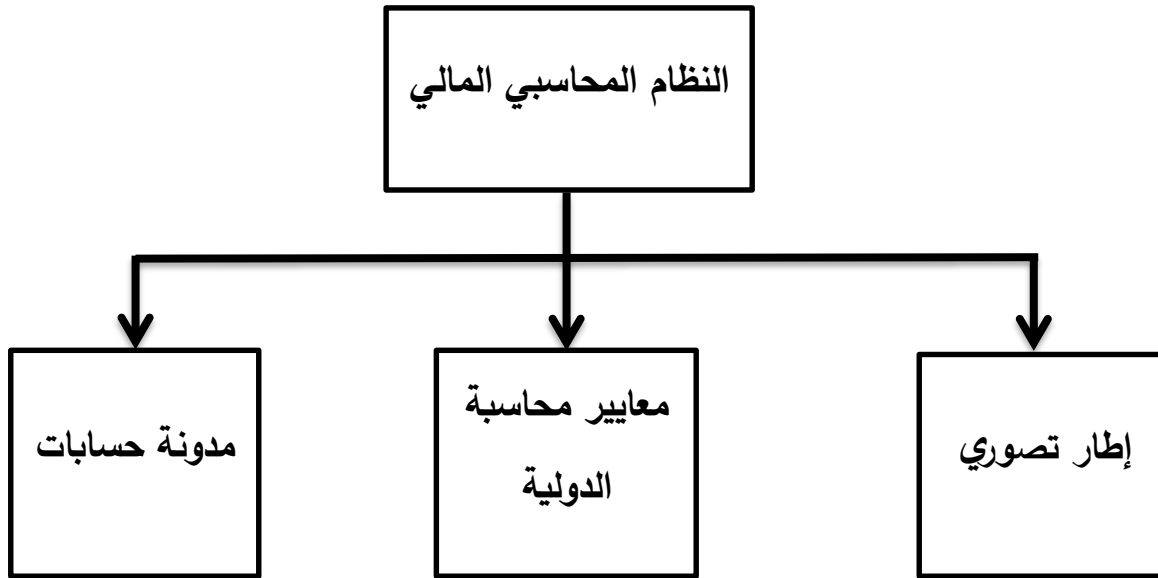 النظام المحاسبي المالي
إطار تصوري
معايير محاسبة
الدولية
مدونة حسابات